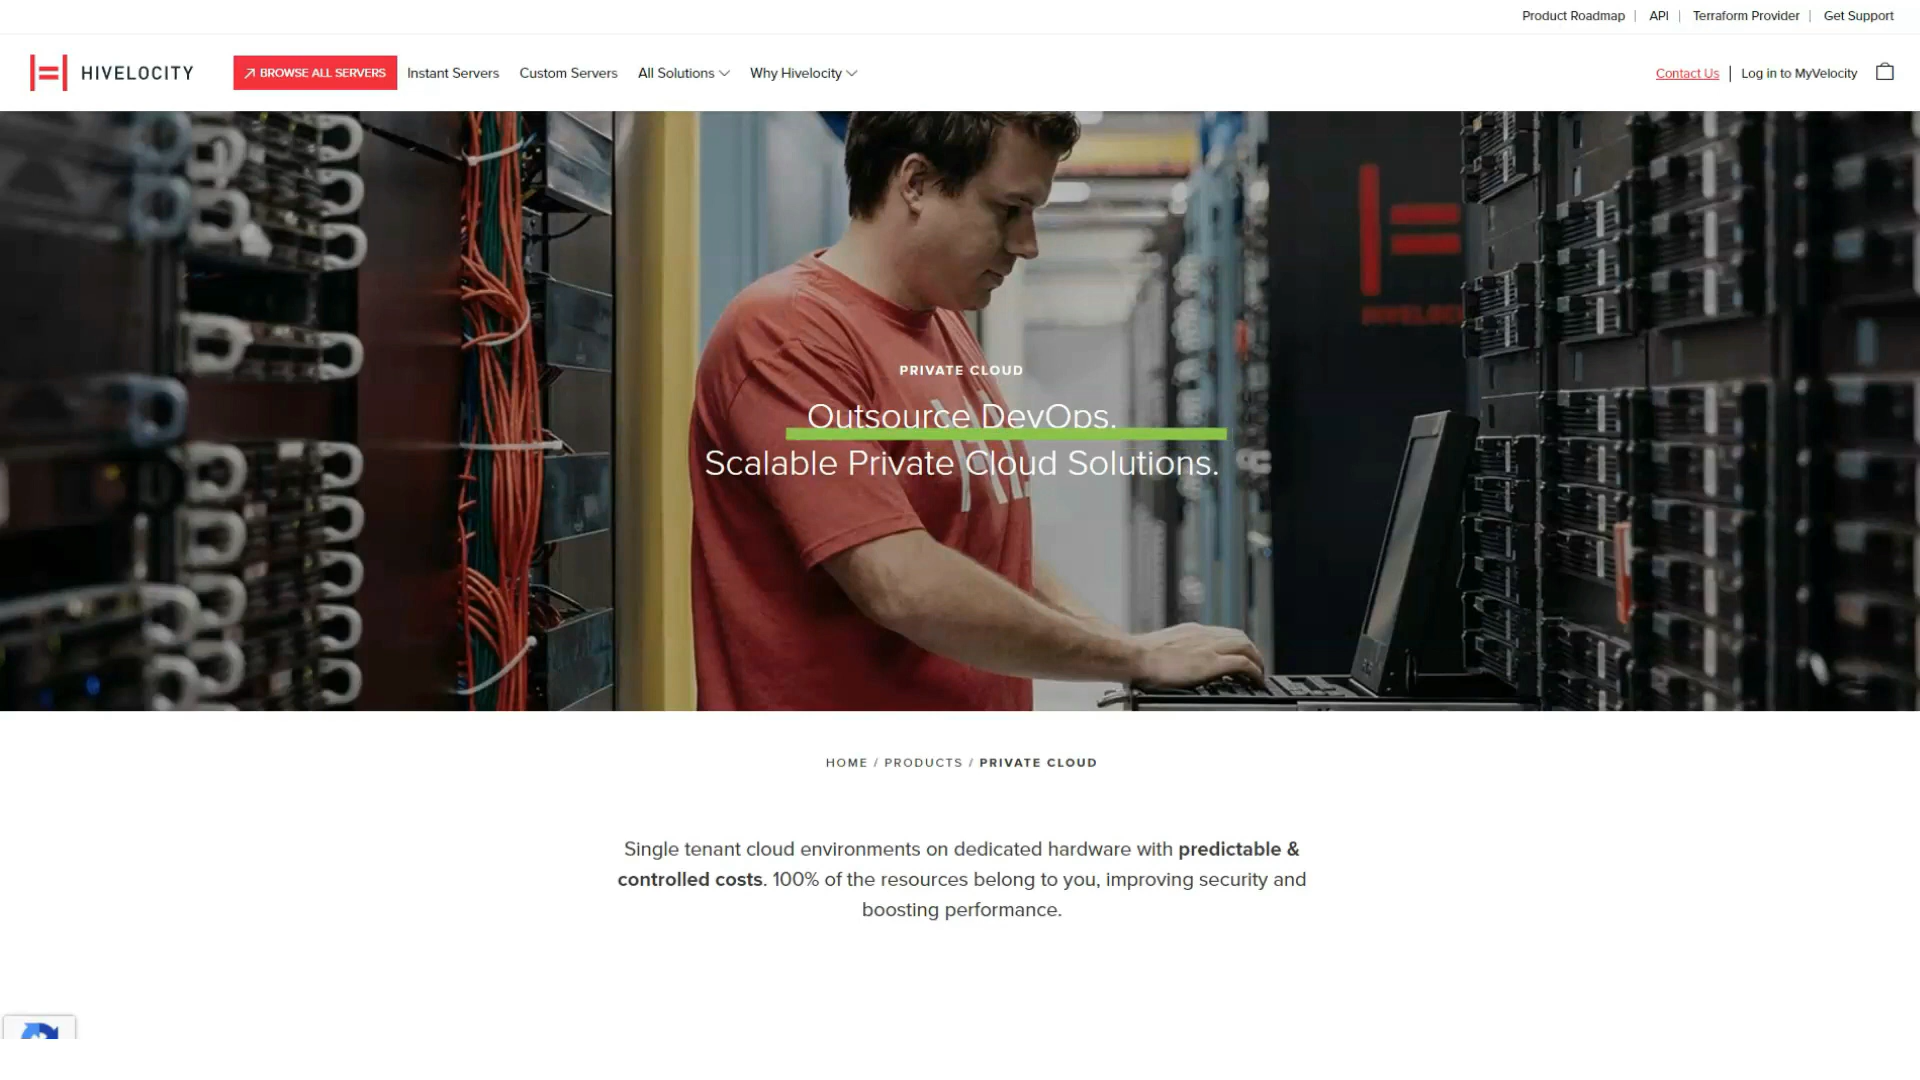 Product Roadmap | API | Terraform Provider | Get Support
HIVELOCITY
BROWSE ALL SERVERS
Instant Servers
Custom Servers
All Solutions
Why Hivelocity
Contact Us | Log in to MyVelocity
PRIVATE CLOUD
Outsource DevOps.
Scalable Private Cloud Solutions.
HOME / PRODUCTS / PRIVATE CLOUD
Single tenant cloud environments on dedicated hardware with predictable &
controlled costs. 100% of the resources belong to you, improving security and
boosting performance.